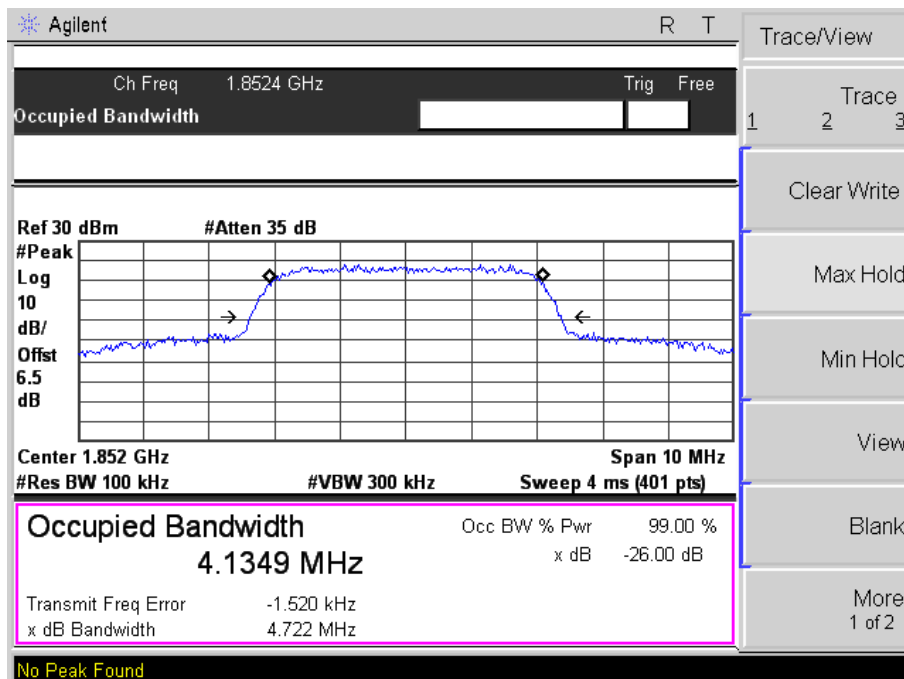 Agilent R T
Ch Freq 1.8524 GHz Trig Free
Occupied Bandwidth
Ref 30 dBm #Atten 35 dB
#Peak
Log
10
dB/
Offst
6.5
dB
Center 1.852 GHz Span 10 MHz
#Res BW 100 kHz #VBW 300 kHz Sweep 4 ms (401 pts)
Occupied Bandwidth Occ BW % Pwr 99.00 %
4.1349 MHz x dB -26.00 dB
Transmit Freq Error -1.520 kHz
x dB Bandwidth 4.722 MHz
No Peak Found
Trace/View
Trace
1 2 3
Clear Write
Max Hold
Min Hold
View
Blank
More
1 of 2